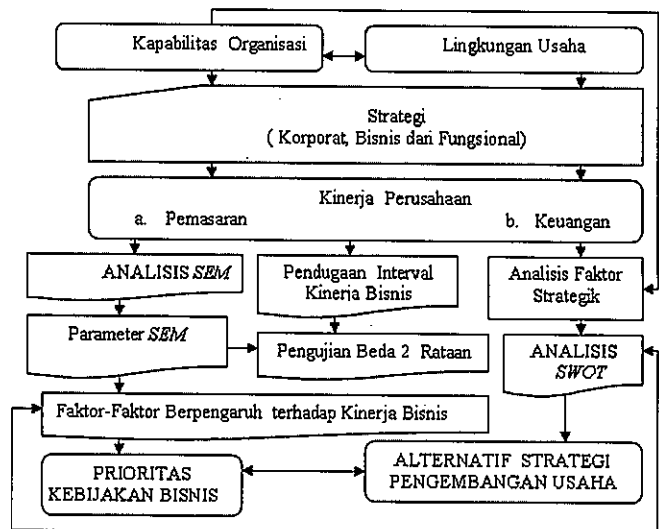 Kapabilitas Organisasi
Lingkungan Usaha
Strategi
( Korporat, Bisnis dan Fungsional)
Kinerja Perusahaan
a. Pemasaran
b. Keuangan
ANALISIS SEM
Pendugaan Interval
Kinerja Bisnis
Analisis Faktor
Strategik
Parameter SEM
Pengujian Beda 2 Rataan
ANALISIS
SWOT
Faktor-Faktor Berpengaruh terhadap Kinerja Bisnis
PRIORITAS
KEBIJAKAN BISNIS
ALTERNATIF STRATEGI
PENGEMBANGAN USAHA